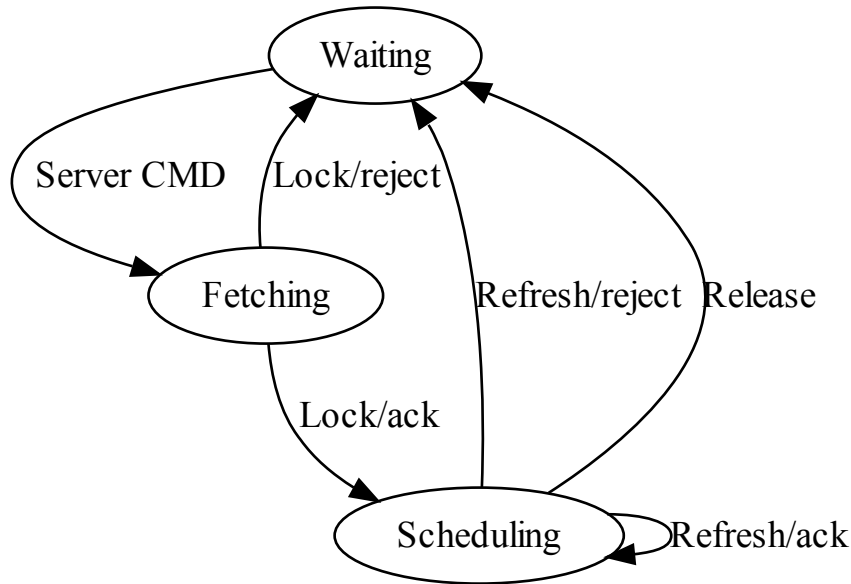 Waiting
Server CMD
Lock/reject
Fetching
Refresh/reject
Release
Lock/ack
Scheduling
Refresh/ack